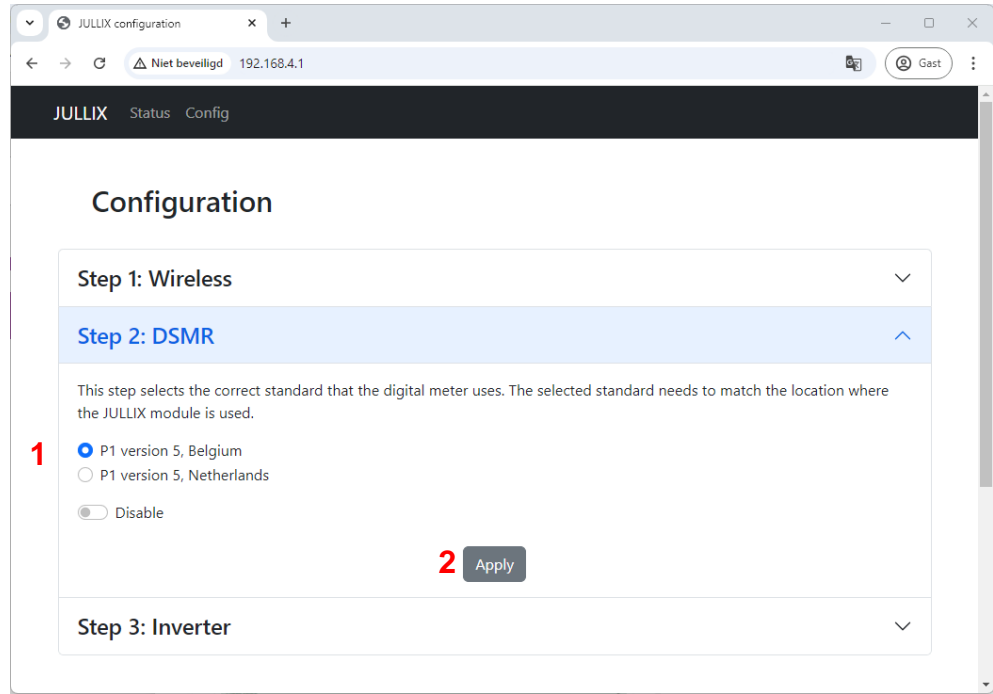 JULLIX configuration
Niet beveiligd 192.168.4.1 Gast
JULLIX Status Config
Configuration
Step 1: Wireless
Step 2: DSMR
This step selects the correct standard that the digital meter uses. The selected standard needs to match the location where
the JULLIX module is used.
1 P1 version 5, Belgium
P1 version 5, Netherlands
Disable
2 Apply
Step 3: Inverter